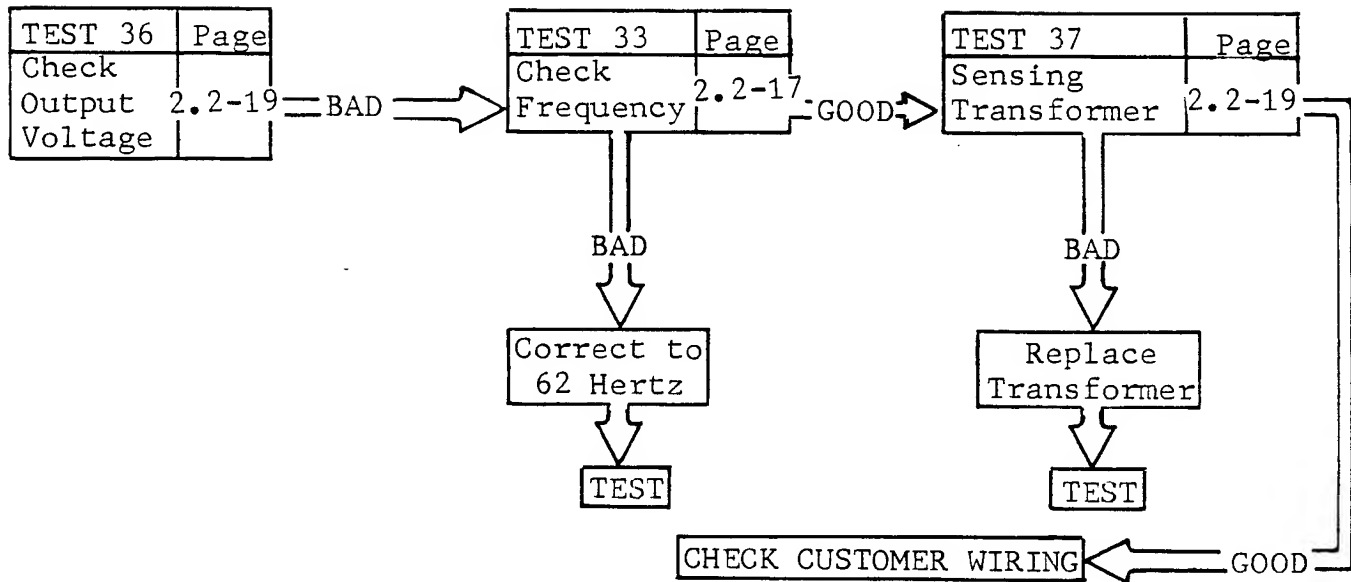 TEST 36 Page
Check
Output
Voltage
2.2-19
BAD
TEST 33 Page
Check
Frequency
2.2-17
GOOD
TEST 37 Page
Sensing
Transformer
2.2-19
BAD
BAD
Correct to
62 Hertz
Replace
Transformer
TEST
TEST
CHECK CUSTOMER WIRING
GOOD